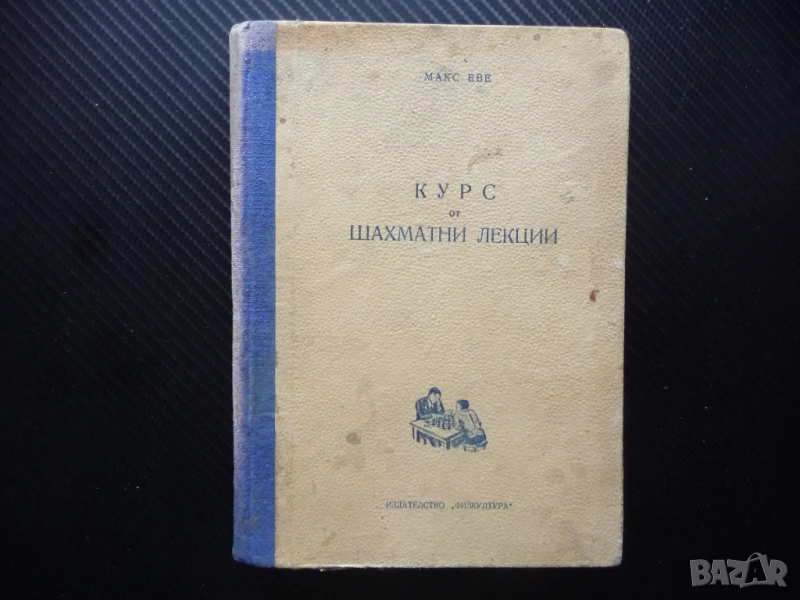 МАКС ЕВЕ
КУРС
от
ШАХМАТНИ ЛЕКЦИИ
ИЗДАТЕЛСТВО „ФИЗКУЛТУРА"
BAZAR